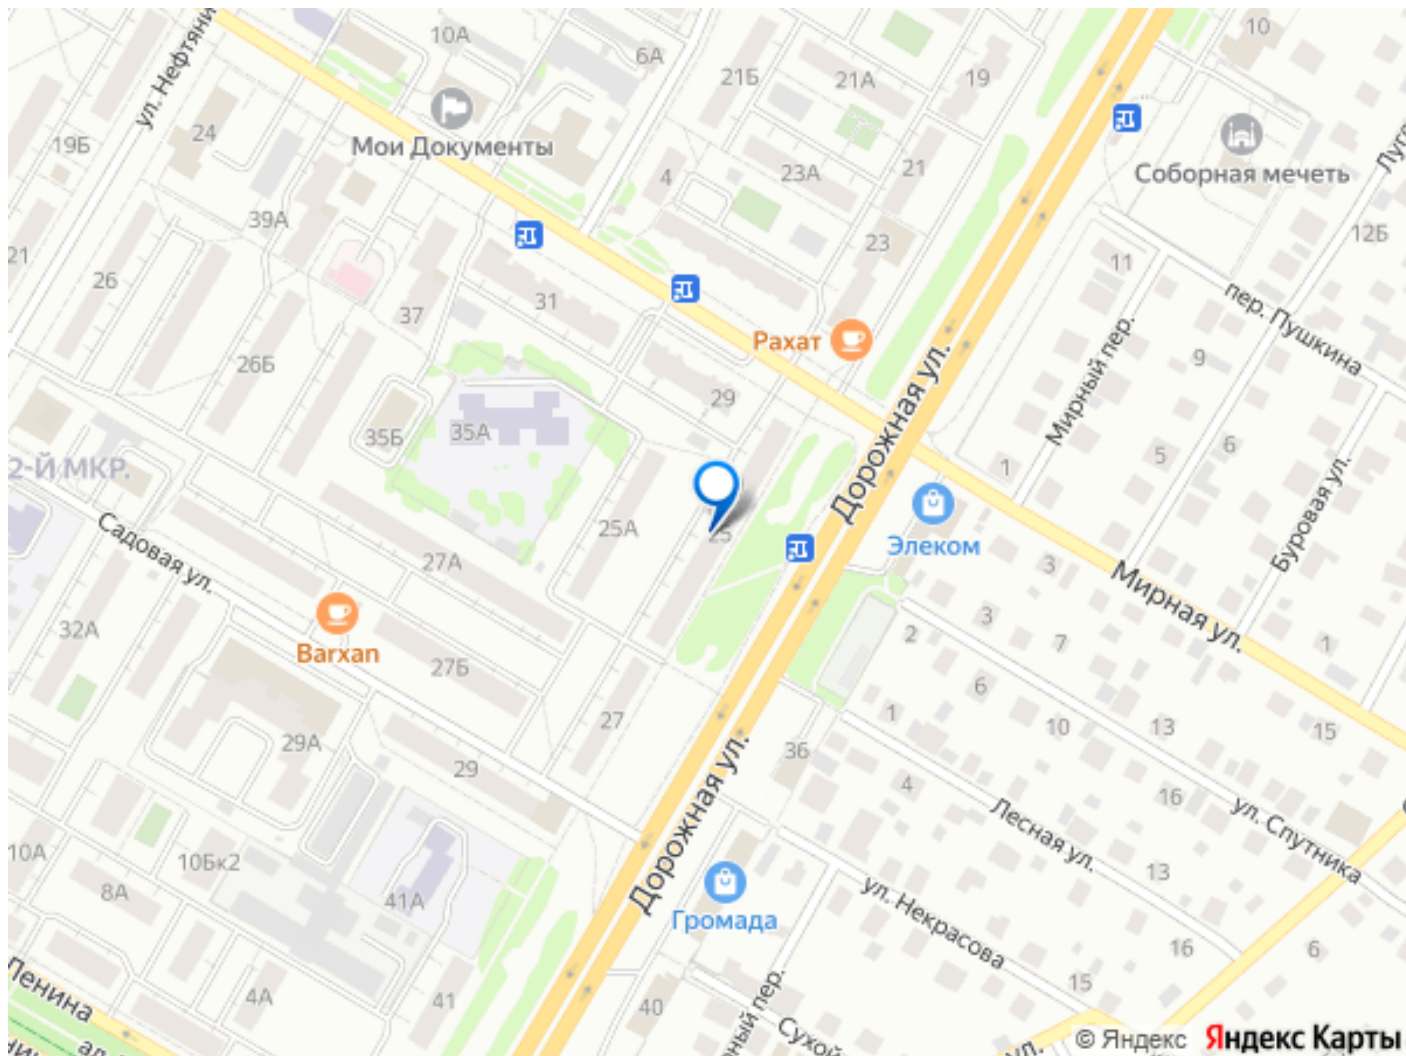 10А
6А
21Б
21А
19
10
ул. Нефтяни
24
19Б
Мои Документы
4
23А
21
Соборная мечеть
Луго
39А
12Б
21
26
23
11
31
37
пер. Пушкина
Рахат
26Б
Мирный пер.
9
29
Дорожная ул.
35Б
35А
6
5
1
2-Й МКР.
Буровая ул.
25А
25
Элеком
Садовая ул.
27А
3
Мирная ул.
32А
3
2
7
1
Barxan
27Б
6
1
27
10
13
15
29А
29
36
4
Дорожная ул.
16
ул. Спутника
Лесная ул.
10А
10Бк2
13
8А
41А
Громада
ул. Некрасова
16
6
Ленина
4А
41
40
15
ный пер.
Сухой
ул.
© Яндекс
Яндекс Карты